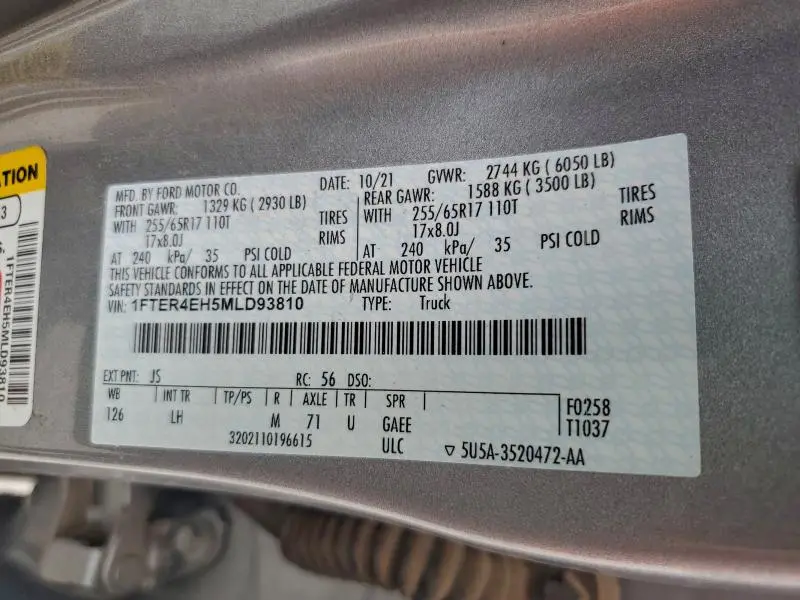 TION
3
1FTER4EH5MLD93810
MFD. BY FORD MOTOR CO. DATE: 10/21 GVWR: 2744 KG ( 6050 LB)
FRONT GAWR: 1329 KG ( 2930 LB) REAR GAWR: 1588 KG ( 3500 LB)
WITH 255/65R17 110T TIRES WITH 255/65R17 110T TIRES
17x8.0J RIMS 17x8.0J RIMS
AT 240 kPa/ 35 PSI COLD AT 240 kPa/ 35 PSI COLD
THIS VEHICLE CONFORMS TO ALL APPLICABLE FEDERAL MOTOR VEHICLE
SAFETY STANDARDS IN EFFECT ON THE DATE OF MANUFACTURE SHOWN ABOVE.
VIN: 1FTER4EH5MLD93810 TYPE: Truck
EXT PNT: JS RC: 56 DSO:
WB INT TR TP/PS R AXLE TR SPR F0258
126 LH M 71 U GAEE T1037
3202110196615 ULC ▽ 5U5A-3520472-AA